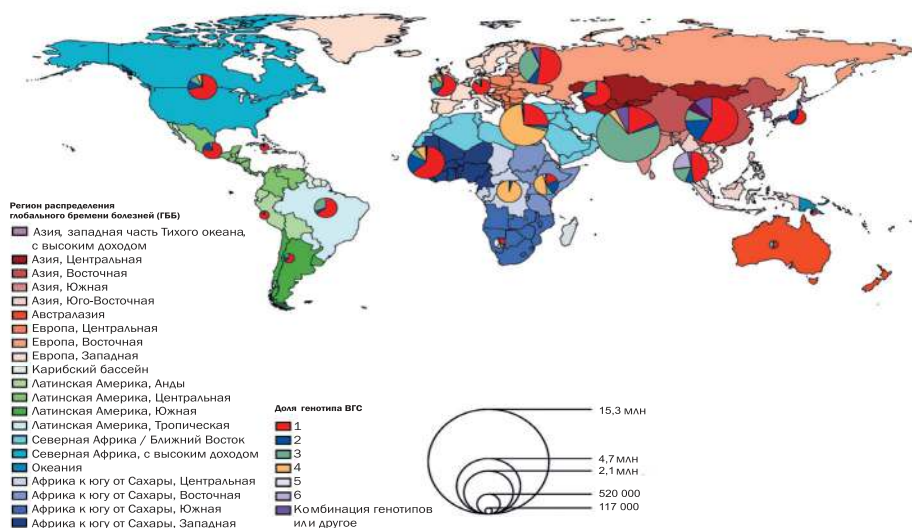 Регион распределения
глобального бремени болезней (ГББ)
Азия, западная часть Тихого океана,
с высоким доходом
Азия, Центральная
Азия, Восточная
Азия, Южная
Азия, Юго-Восточная
Австралазия
Европа, Центральная
Европа, Восточная
Европа, Западная
Карибский бассейн
Латинская Америка, Анды
Латинская Америка, Центральная
Латинская Америка, Южная
Латинская Америка, Тропическая
Северная Африка / Ближний Восток
Северная Африка, с высоким доходом
Океания
Африка к югу от Сахары, Центральная
Африка к югу от Сахары, Восточная
Африка к югу от Сахары, Южная
Африка к югу от Сахары, Западная
Доля генотипа ВГС
1
2
3
4
5
6
Комбинация генотипов
или другое
15,3 млн
4,7 млн
2,1 млн
520 000
117 000